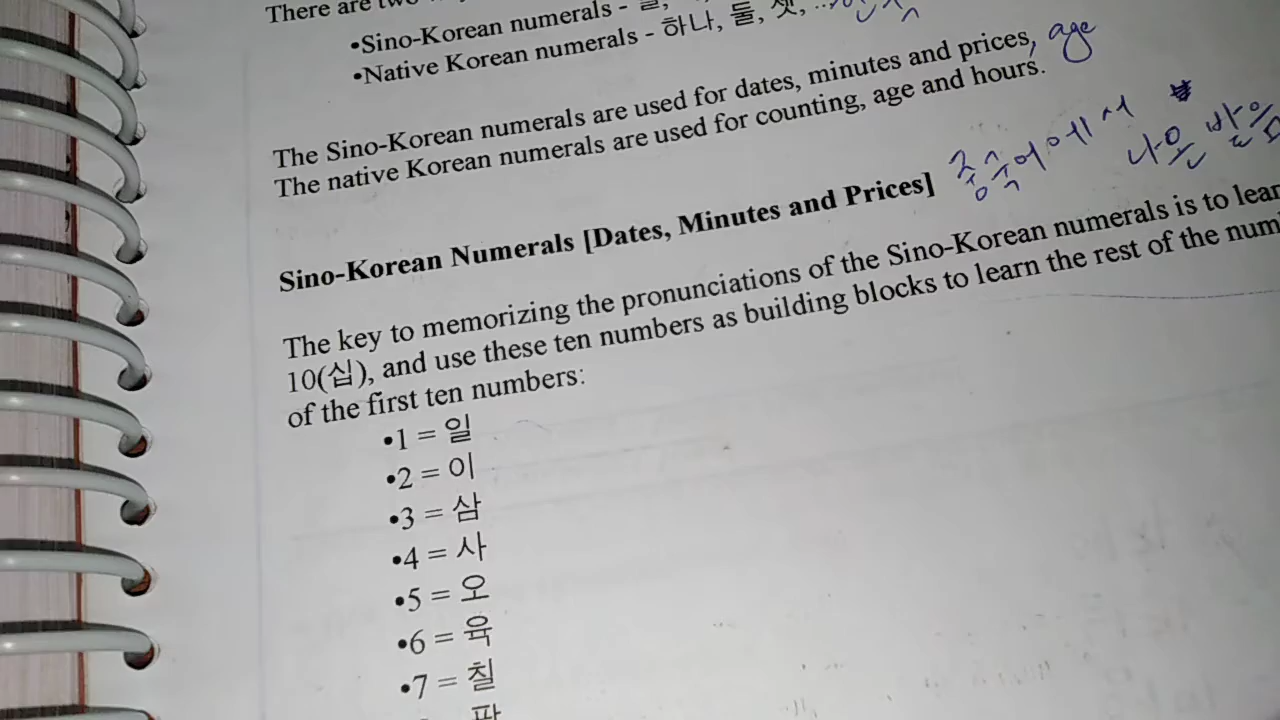 There are two
•Sino-Korean numerals -
•Native Korean numerals - 하나, 둘, 셋, ...
The Sino-Korean numerals are used for dates, minutes and prices, age
The native Korean numerals are used for counting, age and hours.
Sino-Korean Numerals [Dates, Minutes and Prices] 중국어에서 나온 발음
The key to memorizing the pronunciations of the Sino-Korean numerals is to lear
10(십), and use these ten numbers as building blocks to learn the rest of the num
of the first ten numbers:
•1 = 일
•2 = 이
•3 = 삼
•4 = 사
•5 = 오
•6 = 육
•7 = 칠